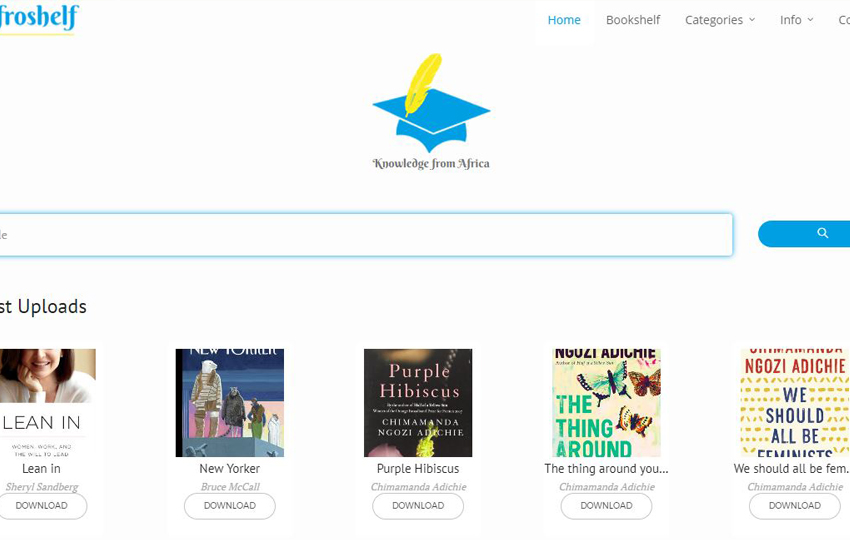 froshelf
Home Bookshelf Categories Info
Knowledge from Africa
Uploads
NEW YORKER
Purple
Hibiscus
CHIMAMANDA
NGOZI ADICHIE
NGOZI ADICHIE
THE
THING
AROUND
CHIMAMANDA
NGOZI ADICHIE
WE
SHOULD
ALL BE
FEMINISTS
LEAN IN
WOMEN, WORK, AND
THE WILL TO LEAD
Lean in New Yorker Purple Hibiscus The thing around you... We should all be fem...
Sheryl Sandberg Bruce McCall Chimamanda Adichie Chimamanda Adichie Chimamanda Adichie
DOWNLOAD DOWNLOAD DOWNLOAD DOWNLOAD DOWNLOAD